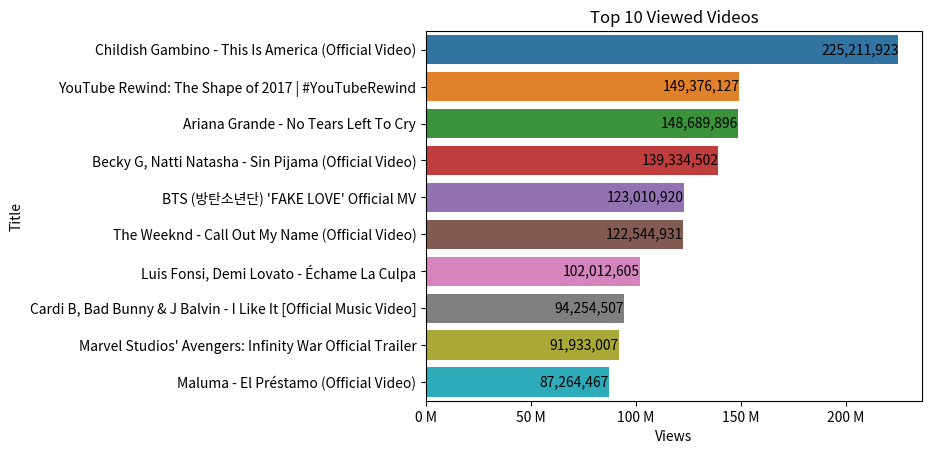 Top 10 Viewed Videos
Childish Gambino - This Is America (Official Video)
225,211,923
YouTube Rewind: The Shape of 2017 | #YouTubeRewind
149,376,127
Ariana Grande - No Tears Left To Cry
148,689,896
Becky G, Natti Natasha - Sin Pijama (Official Video)
139,334,502
BTS (방탄소년단) 'FAKE LOVE' Official MV
123,010,920
The Weeknd - Call Out My Name (Official Video)
122,544,931
Luis Fonsi, Demi Lovato - Échame La Culpa
102,012,605
Cardi B, Bad Bunny & J Balvin - I Like It [Official Music Video]
94,254,507
Marvel Studios' Avengers: Infinity War Official Trailer
91,933,007
Maluma - El Préstamo (Official Video)
87,264,467
Title
0 M
50 M
100 M
150 M
200 M
Views